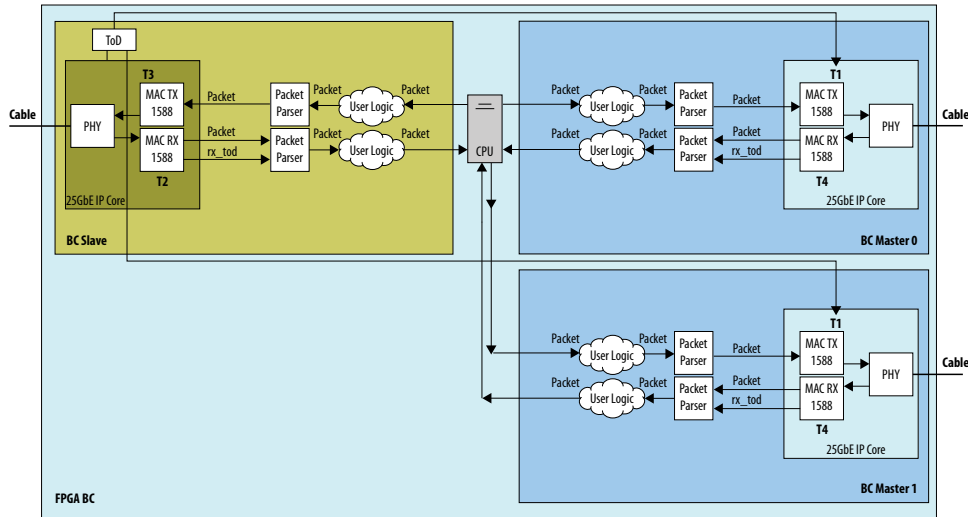 ToD
T3
MAC TX
1588
Packet
Packet
Parser
Packet
User Logic
Packet
Cable
PHY
MAC RX
1588
Packet
rx_tod
Packet
Parser
Packet
User Logic
Packet
T2
25GbE IP Core
BC Slave
CPU
Packet
User Logic
Packet
Packet
Parser
Packet
T1
MAC TX
1588
PHY
Cable
Packet
User Logic
Packet
Packet
Parser
Packet
rx_tod
MAC RX
1588
T4
25GbE IP Core
BC Master 0
Packet
User Logic
Packet
Packet
Parser
Packet
T1
MAC TX
1588
PHY
Cable
Packet
User Logic
Packet
Packet
Parser
Packet
rx_tod
MAC RX
1588
T4
25GbE IP Core
BC Master 1
FPGA BC